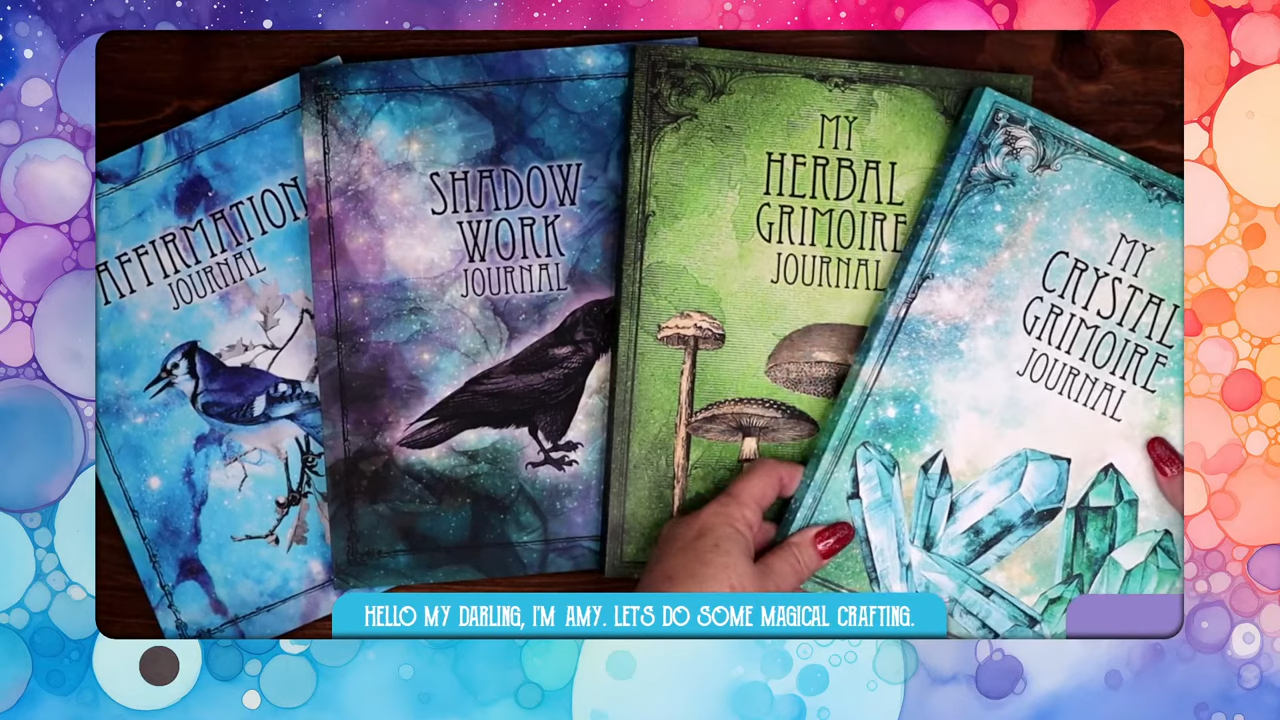 AFFIRMATION
JOURNAL
SHADOW
WORK
JOURNAL
MY
HERBAL
GRIMOIRE
JOURNAL
MY
CRYSTAL
GRIMOIRE
JOURNAL
HELLO MY DARLING, I'M AMY. LET'S DO SOME MAGICAL CRAFTING.